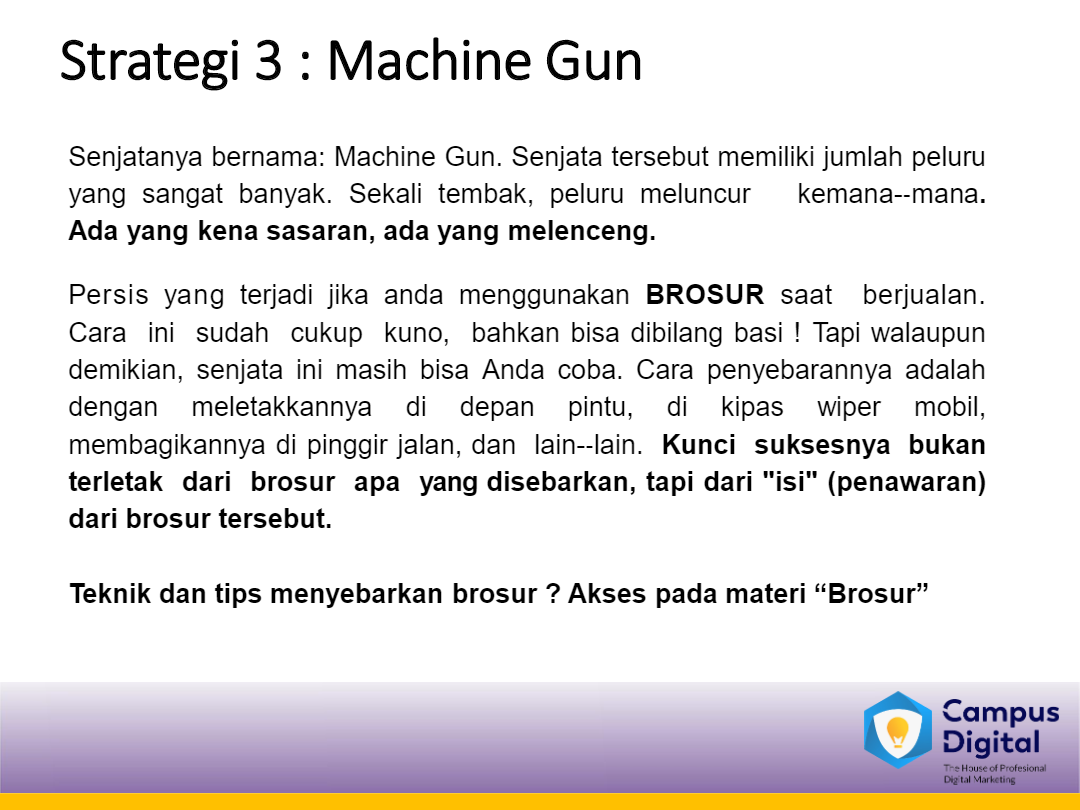 Strategi 3 : Machine Gun
Senjatanya bernama: Machine Gun. Senjata tersebut memiliki jumlah peluru
yang sangat banyak. Sekali tembak, peluru meluncur kemana--mana.
Ada yang kena sasaran, ada yang melenceng.
Persis yang terjadi jika anda menggunakan BROSUR saat berjualan.
Cara ini sudah cukup kuno, bahkan bisa dibilang basi ! Tapi walaupun
demikian, senjata ini masih bisa Anda coba. Cara penyebarannya adalah
dengan meletakkannya di depan pintu, di kipas wiper mobil,
membagikannya di pinggir jalan, dan lain--lain. Kunci suksesnya bukan
terletak dari brosur apa yang disebarkan, tapi dari "isi" (penawaran)
dari brosur tersebut.
Teknik dan tips menyebarkan brosur ? Akses pada materi “Brosur”
Campus
Digital
The House of Profesional
Digital Marketing